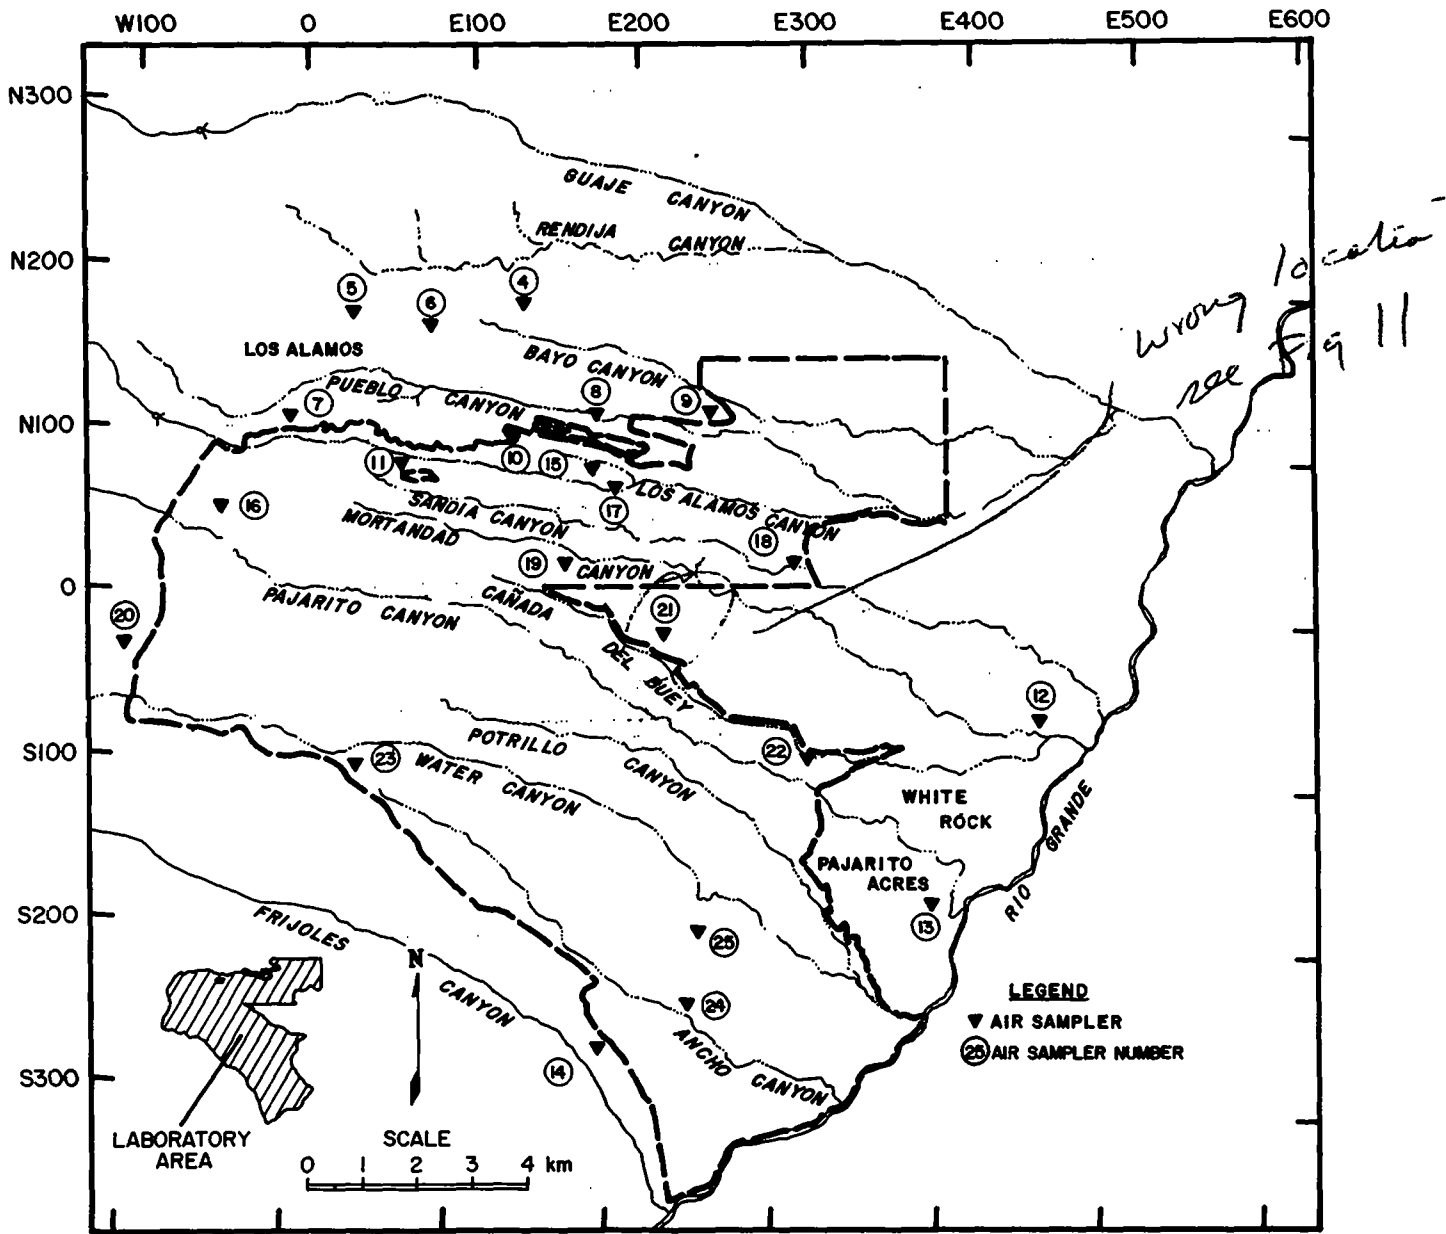 W100 0 E100 E200 E300 E400 E500 E600
N300
GUAJE CANYON
RENDIJA CANYON
N200
wrong location
see Fig 11
5
6
4
LOS ALAMOS
BAYO CANYON
PUEBLO CANYON
7
8
9
N100
11
10
15
16
SANDIA CANYON
17
LOS ALAMOS CANYON
MORTANDAD CANYON
18
19
0
PAJARITO CANYON
CAÑADA DEL BUEY
20
21
12
S100
23
WATER CANYON
POTRILLO CANYON
22
WHITE ROCK
RIO GRANDE
PAJARITO ACRES
13
S200
FRIJOLES CANYON
25
24
ANCHO CANYON
14
N
S300
LEGEND
AIR SAMPLER
25 AIR SAMPLER NUMBER
LABORATORY AREA
SCALE
0 1 2 3 4 km